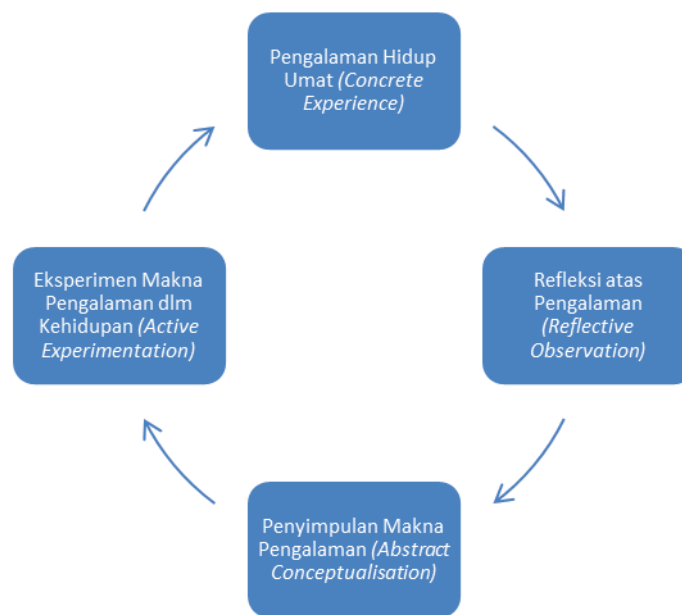 Pengalaman Hidup
Umat (Concrete
Experience)
Refleksi atas
Pengalaman
(Reflective
Observation)
Penyimpulan Makna
Pengalaman (Abstract
Conceptualisation)
Eksperimen Makna
Pengalaman dlm
Kehidupan (Active
Experimentation)